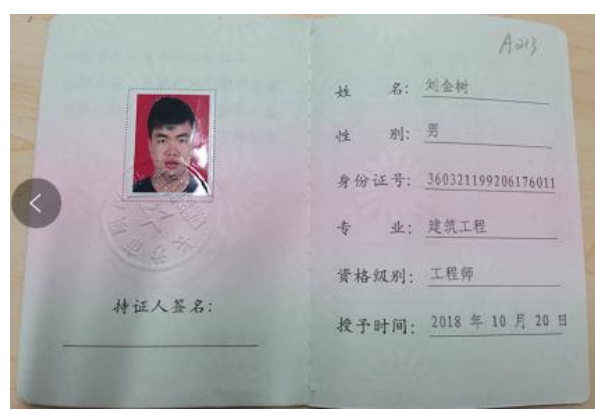 A213
姓 名: 刘金树
性 别: 男
身份证号: 360321199206176011
专 业: 建筑工程
资格级别: 工程师
授予时间: 2018 年 10 月 20 日
持证人签名: